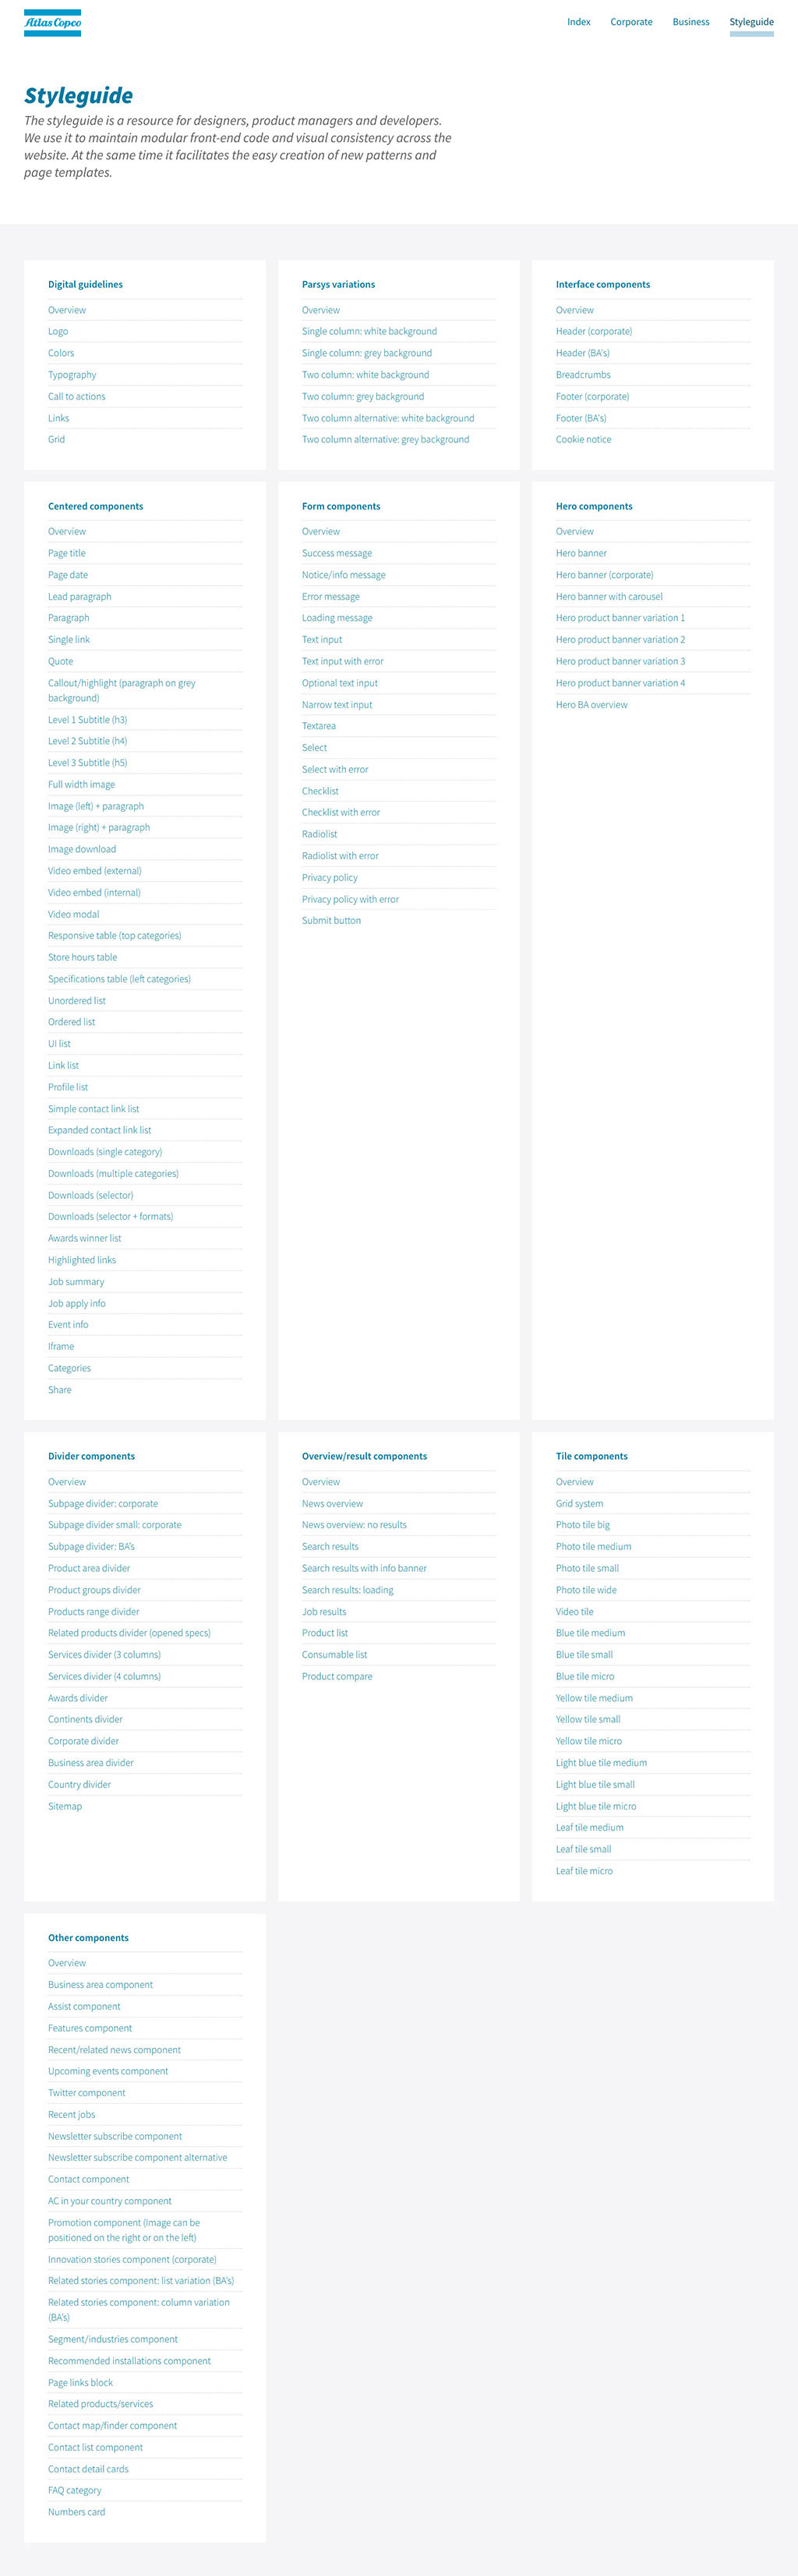 Atlas Copco
Index
Corporate
Business
Styleguide
Styleguide
The styleguide is a resource for designers, product managers and developers.
We use it to maintain modular front-end code and visual consistency across the
website. At the same time it facilitates the easy creation of new patterns and
page templates.
Digital guidelines
Overview
Logo
Colors
Typography
Call to actions
Links
Grid
Parsys variations
Overview
Single column: white background
Single column: grey background
Two column: white background
Two column: grey background
Two column alternative: white background
Two column alternative: grey background
Interface components
Overview
Header (corporate)
Header (BA's)
Breadcrumbs
Footer (corporate)
Footer (BA's)
Cookie notice
Centered components
Overview
Page title
Page date
Lead paragraph
Paragraph
Single link
Quote
Callout/highlight (paragraph on grey
background)
Level 1 Subtitle (h3)
Level 2 Subtitle (h4)
Level 3 Subtitle (h5)
Full width image
Image (left) + paragraph
Image (right) + paragraph
Image download
Video embed (external)
Video embed (internal)
Video modal
Responsive table (top categories)
Store hours table
Specifications table (left categories)
Unordered list
Ordered list
UI list
Link list
Profile list
Simple contact link list
Expanded contact link list
Downloads (single category)
Downloads (multiple categories)
Downloads (selector)
Downloads (selector + formats)
Awards winner list
Highlighted links
Job summary
Job apply info
Event info
Iframe
Categories
Share
Form components
Overview
Success message
Notice/info message
Error message
Loading message
Text input
Text input with error
Optional text input
Narrow text input
Textarea
Select
Select with error
Checklist
Checklist with error
Radiolist
Radiolist with error
Privacy policy
Privacy policy with error
Submit button
Hero components
Overview
Hero banner
Hero banner (corporate)
Hero banner with carousel
Hero product banner variation 1
Hero product banner variation 2
Hero product banner variation 3
Hero product banner variation 4
Hero BA overview
Divider components
Overview
Subpage divider: corporate
Subpage divider small: corporate
Subpage divider: BA's
Product area divider
Product groups divider
Products range divider
Related products divider (opened specs)
Services divider (3 columns)
Services divider (4 columns)
Awards divider
Continents divider
Corporate divider
Business area divider
Country divider
Sitemap
Overview/result components
Overview
News overview
News overview: no results
Search results
Search results with info banner
Search results: loading
Job results
Product list
Consumable list
Product compare
Tile components
Overview
Grid system
Photo tile big
Photo tile medium
Photo tile small
Photo tile wide
Video tile
Blue tile medium
Blue tile small
Blue tile micro
Yellow tile medium
Yellow tile small
Yellow tile micro
Light blue tile medium
Light blue tile small
Light blue tile micro
Leaf tile medium
Leaf tile small
Leaf tile micro
Other components
Overview
Business area component
Assist component
Features component
Recent/related news component
Upcoming events component
Twitter component
Recent jobs
Newsletter subscribe component
Newsletter subscribe component alternative
Contact component
AC in your country component
Promotion component (Image can be
positioned on the right or on the left)
Innovation stories component (corporate)
Related stories component: list variation (BA's)
Related stories component: column variation
(BA's)
Segment/industries component
Recommended installations component
Page links block
Related products/services
Contact map/finder component
Contact list component
Contact detail cards
FAQ category
Numbers card